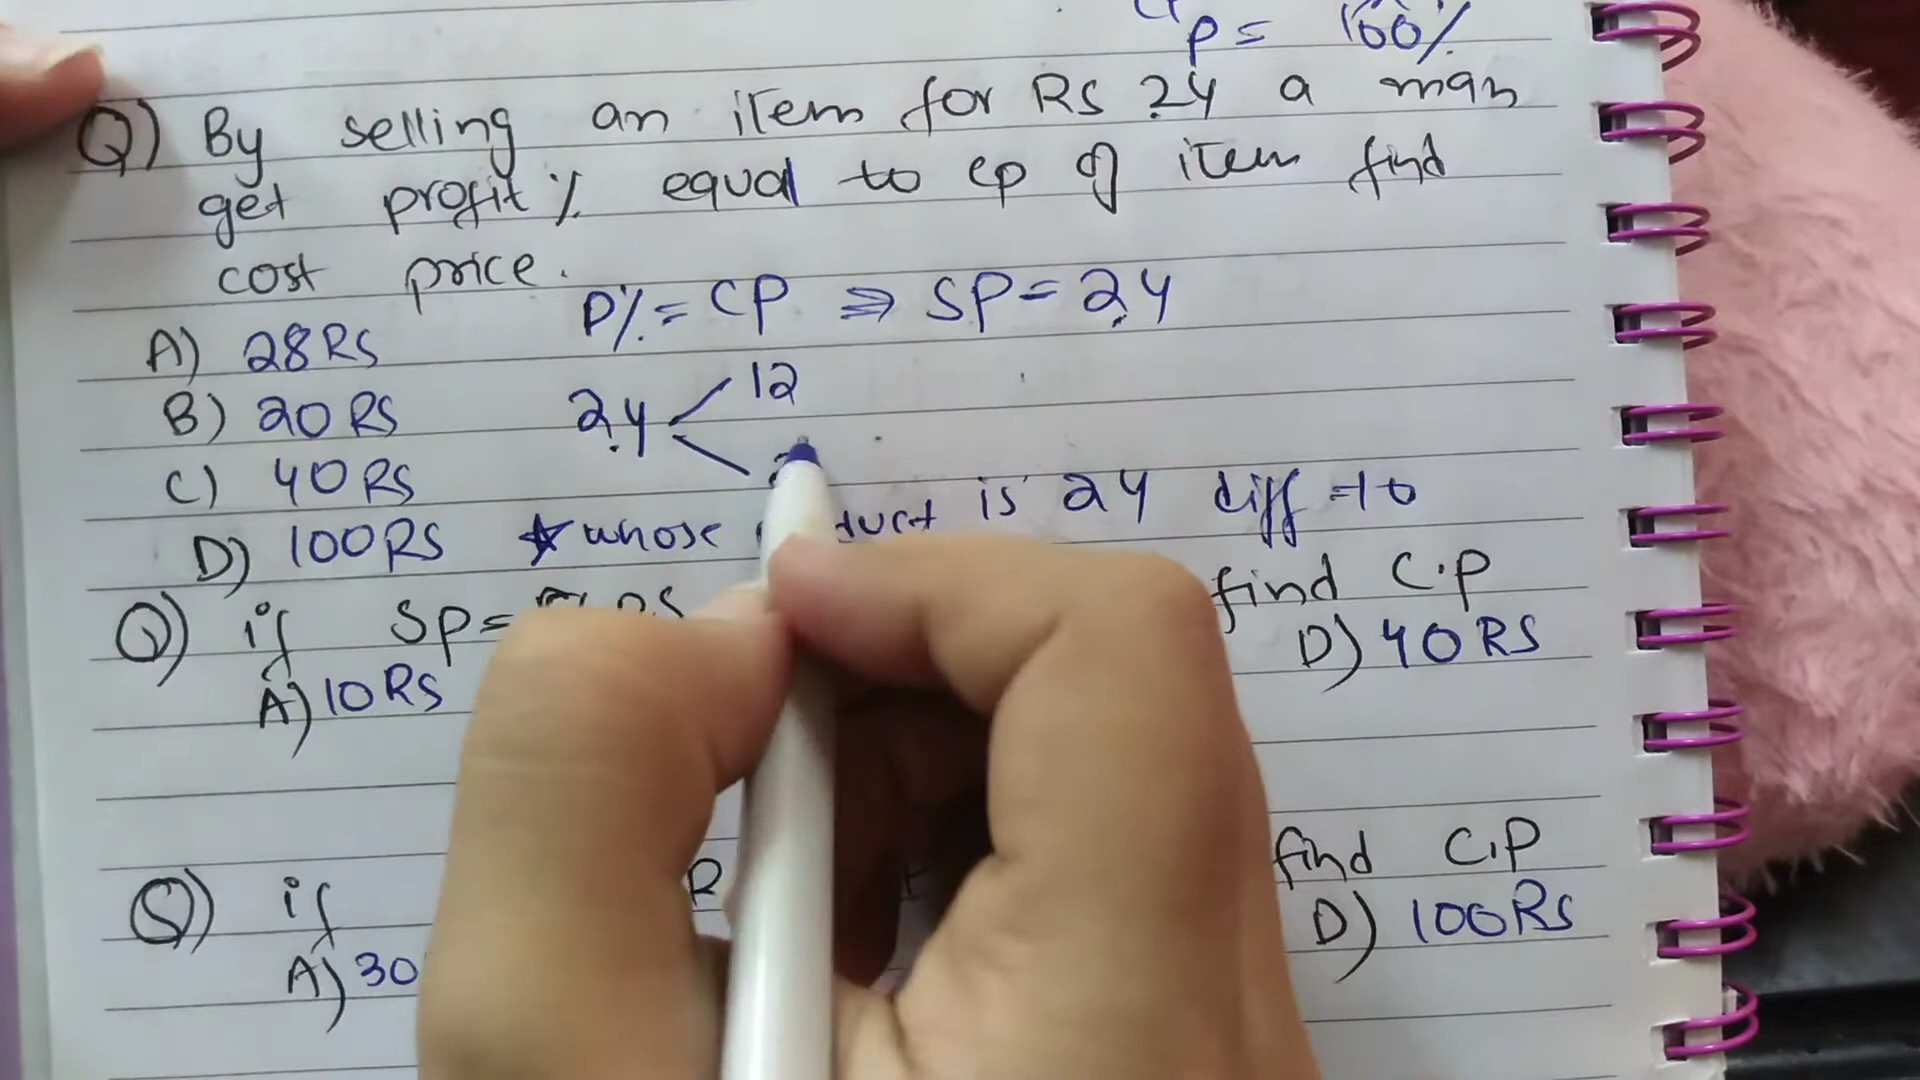 P= 100%
Q) By selling an item for RS 24 a man
get profit% equal to cp of item find
cost price.
P%= CP ⇒ SP=24
A) 28RS
B) 20RS
C) 40RS
D) 100RS
24 12
☆ whose is 24 diff =10
Q) if SP= RS find C.P
A) 10RS D) 40RS
Q) if find C.P
A) 30 D) 100RS